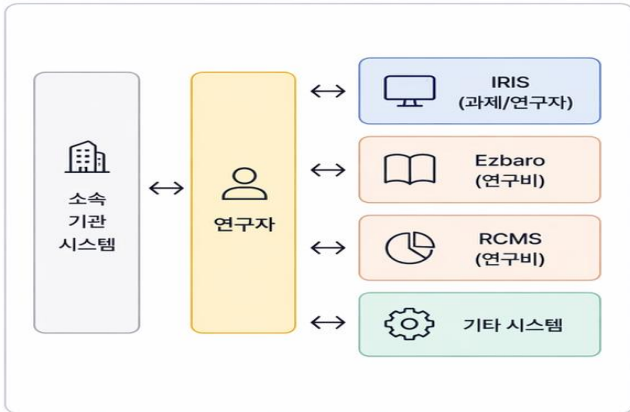 소속
기관
시스템
연구자
IRIS
(과제/연구자)
Ezbaro
(연구비)
RCMS
(연구비)
기타 시스템